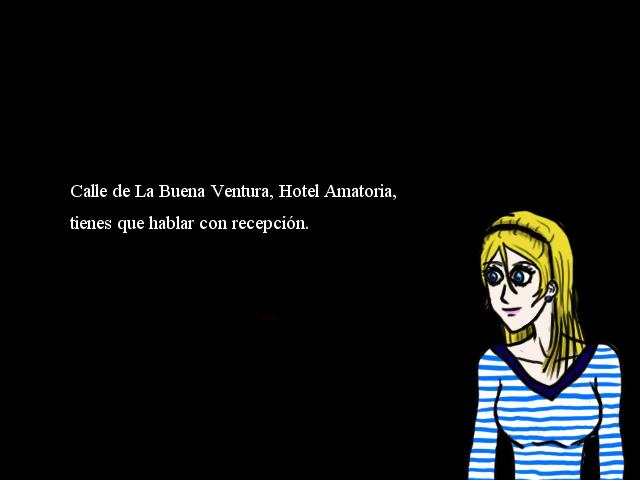 Calle de La Buena Ventura, Hotel Amatoria,
tienes que hablar con recepción.